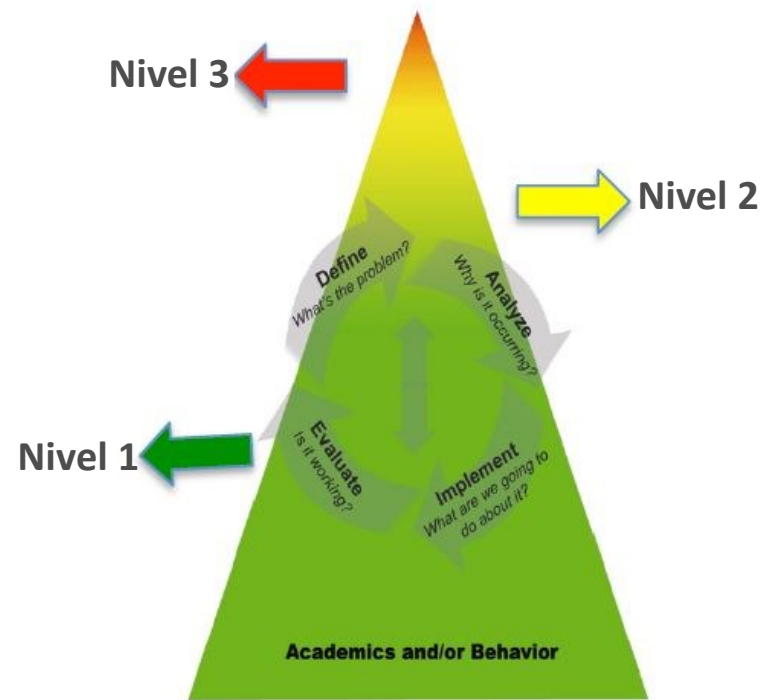 Nivel 3
Nivel 2
Define
What's the problem?
Analyze
Why is it occurring?
Nivel 1
Evaluate
Is it working?
Implement
What are we going to
do about it?
Academics and/or Behavior